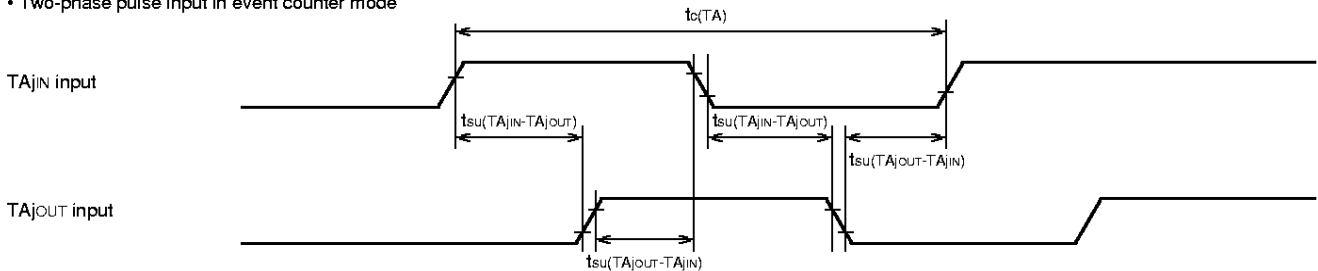 • Two-phase pulse input in event counter mode
tc(TA)
TAjIN input
tsu(TAjIN-TAjOUT)
tsu(TAjIN-TAjOUT)
tsu(TAjOUT-TAjIN)
TAjOUT input
tsu(TAjOUT-TAjIN)